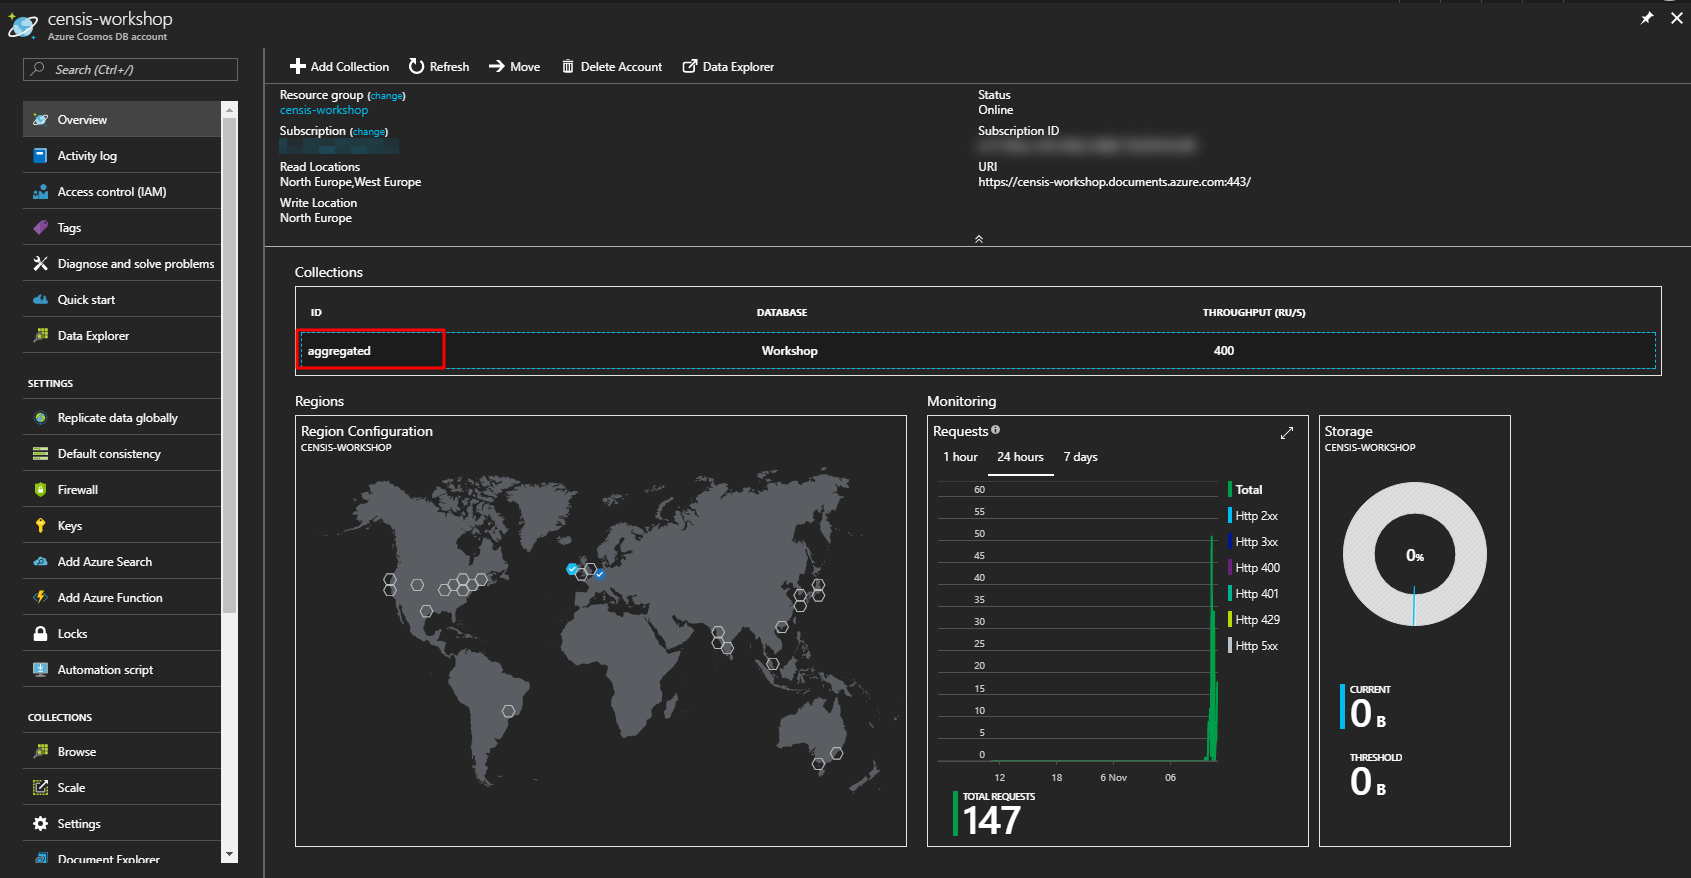 censis-workshop
Azure Cosmos DB account
Search (Ctrl+/)
Overview
Activity log
Access control (IAM)
Tags
Diagnose and solve problems
Quick start
Data Explorer
SETTINGS
Replicate data globally
Default consistency
Firewall
Keys
Add Azure Search
Add Azure Function
Locks
Automation script
COLLECTIONS
Browse
Scale
Settings
Document Explorer
Add Collection
Refresh
Move
Delete Account
Data Explorer
Resource group (change)
censis-workshop
Subscription (change)
Read Locations
North Europe,West Europe
Write Location
North Europe
Status
Online
Subscription ID
URI
https://censis-workshop.documents.azure.com:443/
Collections
ID DATABASE THROUGHPUT (RU/S)
aggregated Workshop 400
Regions
Region Configuration
CENSIS-WORKSHOP
Monitoring
Requests
1 hour 24 hours 7 days
60
55
50
45
40
35
30
25
20
15
10
5
0
12 18 6 Nov 06
Total
Http 2xx
Http 3xx
Http 400
Http 401
Http 429
Http 5xx
TOTAL REQUESTS
147
Storage
CENSIS-WORKSHOP
0%
CURRENT
0 B
THRESHOLD
0 B